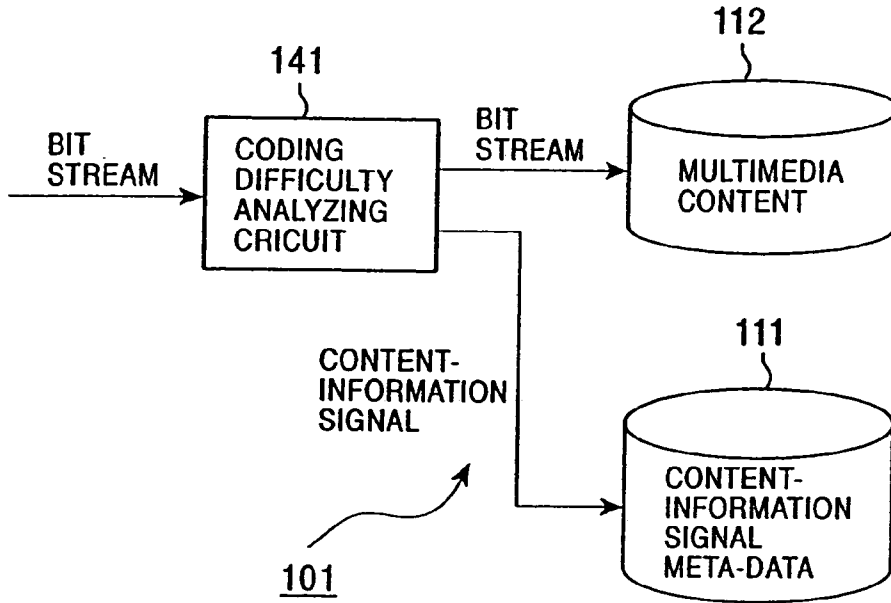 112
141
BIT
STREAM
CODING
DIFFICULTY
ANALYZING
CRICUIT
BIT
STREAM
MULTIMEDIA
CONTENT
111
CONTENT-
INFORMATION
SIGNAL
CONTENT-
INFORMATION
SIGNAL
META-DATA
101